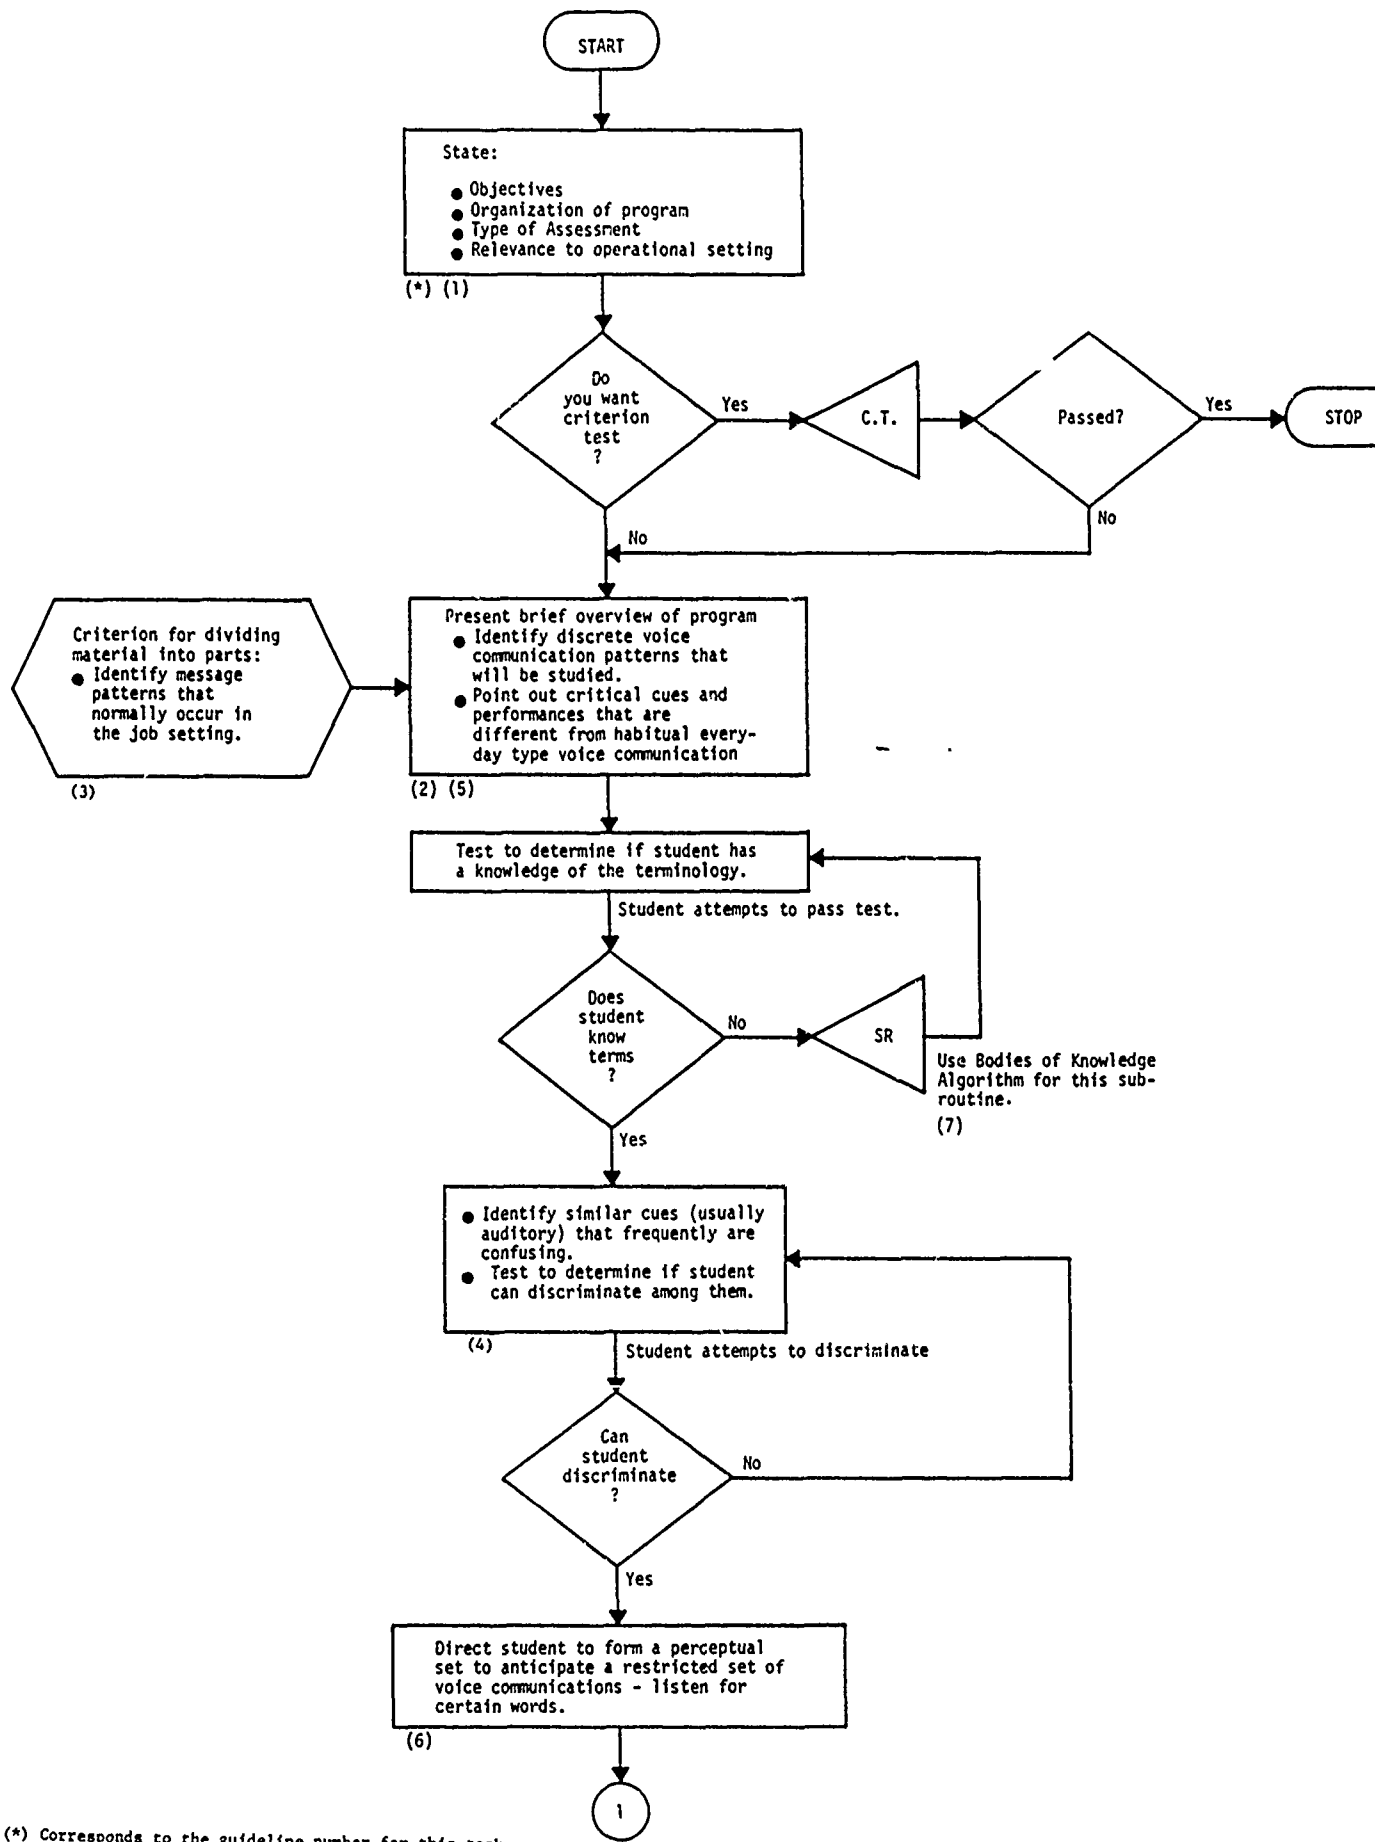 START
State:
● Objectives
● Organization of program
● Type of Assessment
● Relevance to operational setting
(*) (1)
Do
you want
criterion
test
?
Yes
C.T.
Passed?
Yes
STOP
No
No
Criterion for dividing
material into parts:
● Identify message
patterns that
normally occur in
the job setting.
(3)
Present brief overview of program
● Identify discrete voice
communication patterns that
will be studied.
● Point out critical cues and
performances that are
different from habitual every-
day type voice communication
(2) (5)
Test to determine if student has
a knowledge of the terminology.
Student attempts to pass test.
Does
student
know
terms
?
No
SR
Use Bodies of Knowledge
Algorithm for this sub-
routine.
(7)
Yes
● Identify similar cues (usually
auditory) that frequently are
confusing.
● Test to determine if student
can discriminate among them.
(4)
Student attempts to discriminate
Can
student
discriminate
?
No
Yes
Direct student to form a perceptual
set to anticipate a restricted set of
voice communications - listen for
certain words.
(6)
1
(*) Corresponds to the guideline number for this task